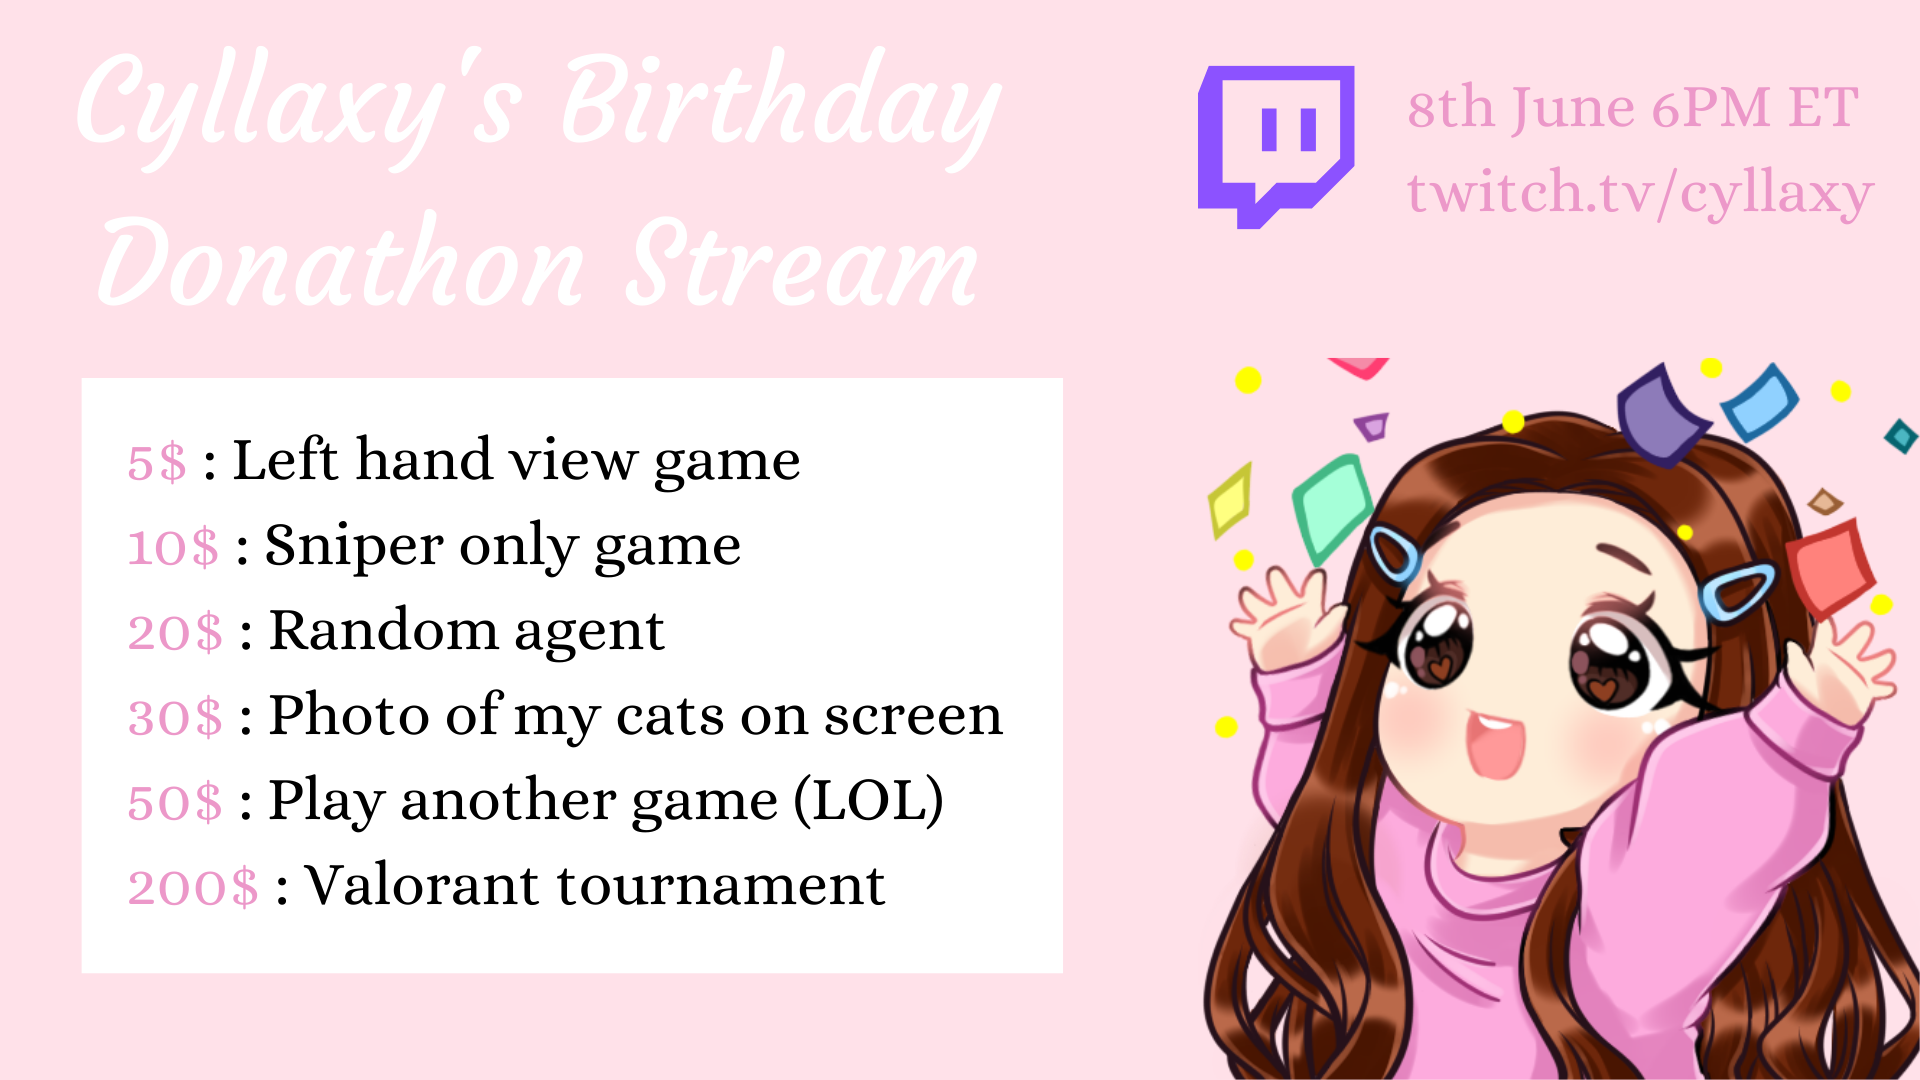 Cyllaxy's Birthday
Donathon Stream
8th June 6PM ET
twitch.tv/cyllaxy
5$ : Left hand view game
10$ : Sniper only game
20$ : Random agent
30$ : Photo of my cats on screen
50$ : Play another game (LOL)
200$ : Valorant tournament